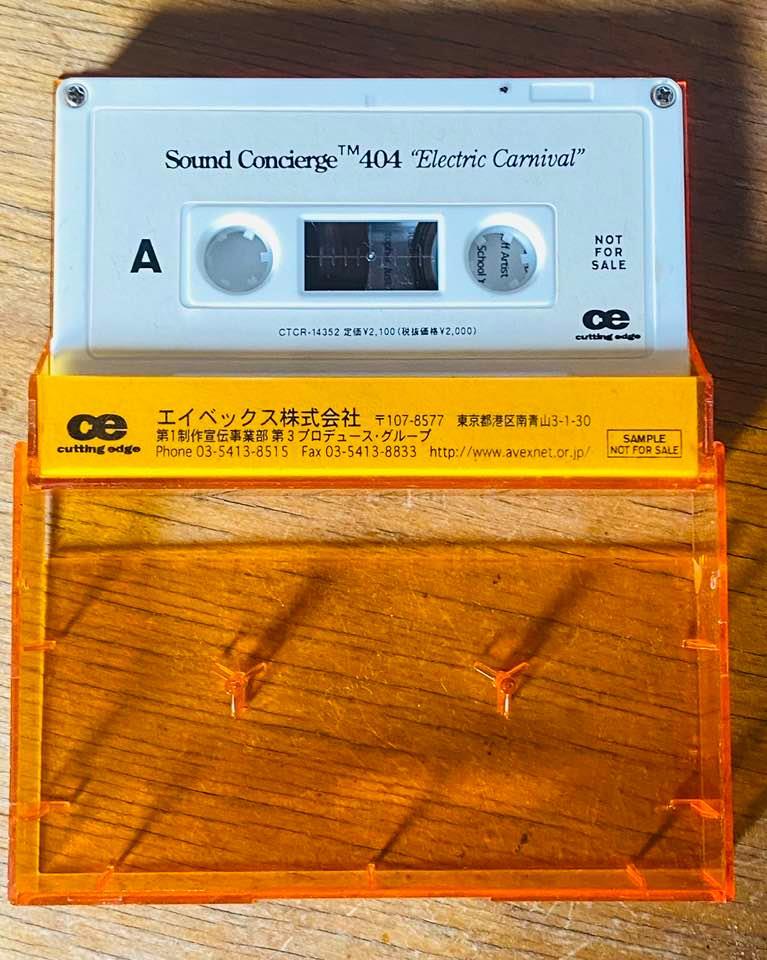 Sound Concierge™404 “Electric Carnival”
A
ff Artist
School
NOT
FOR
SALE
CTCR-14352 定価¥2,100(税抜価格¥2,000)
ce
cutting edge
ce
cutting edge
エイベックス株式会社 〒107-8577 東京都港区南青山3-1-30
第1制作宣伝事業部 第3プロデュース・グループ
Phone 03-5413-8515 Fax 03-5413-8833 http://www.avexnet.or.jp/
SAMPLE
NOT FOR SALE